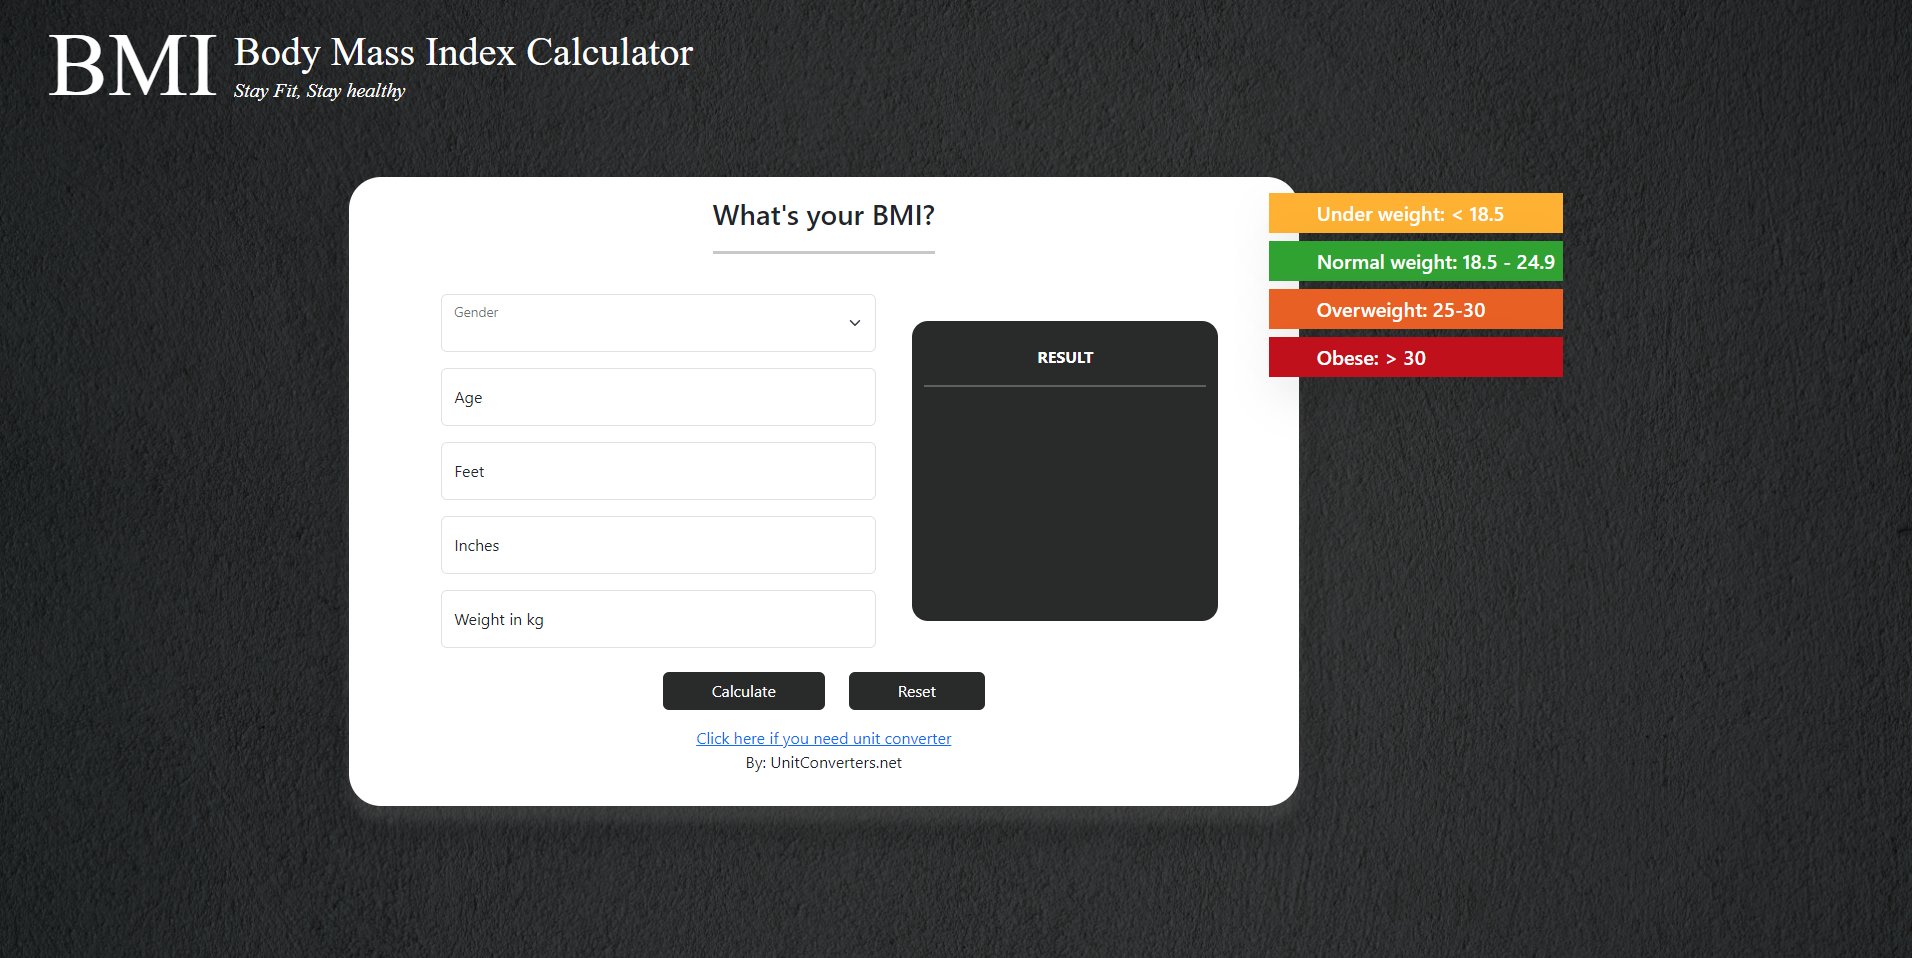 BMI
Body Mass Index Calculator
Stay Fit, Stay healthy
What's your BMI?
Gender
Age
Feet
Inches
Weight in kg
RESULT
Calculate
Reset
Click here if you need unit converter
By: UnitConverters.net
Under weight: < 18.5
Normal weight: 18.5 - 24.9
Overweight: 25-30
Obese: > 30